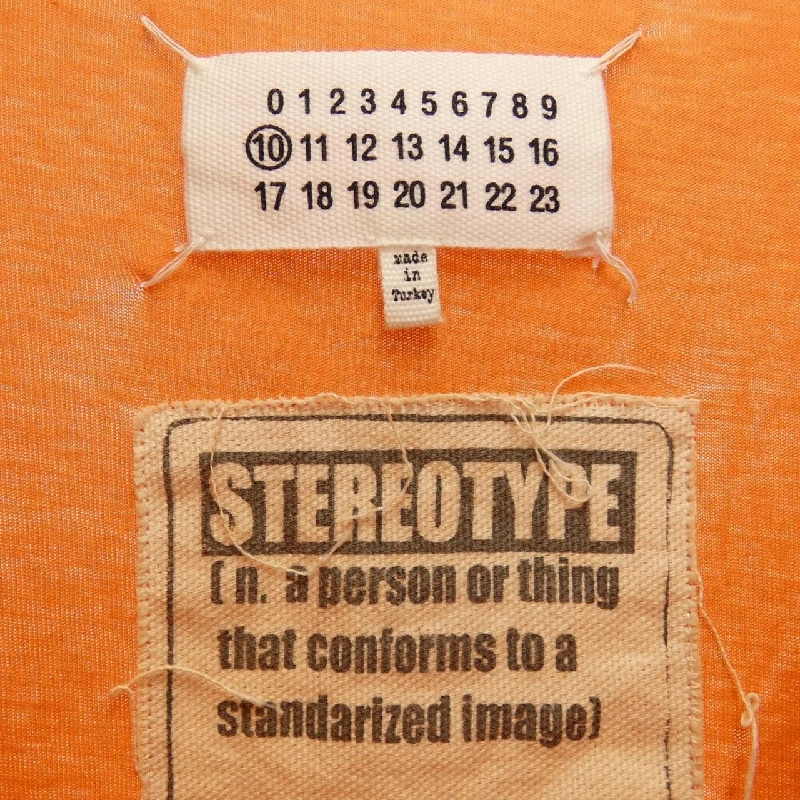 0 1 2 3 4 5 6 7 8 9
10 11 12 13 14 15 16
17 18 19 20 21 22 23
made
in
Turkey
STEREOTYPE
( n. a person or thing
that conforms to a
standarized image)